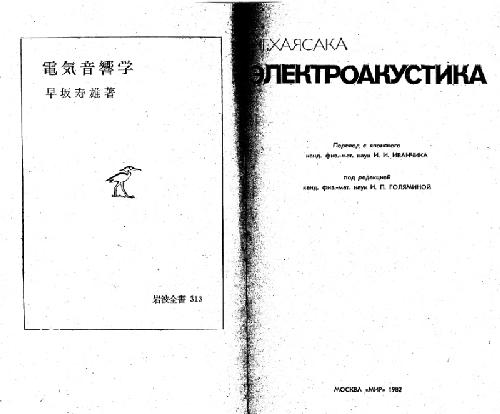 電気音響学
早坂寿雄著
岩波全書 313
Т.ХАЯСАКА
ЭЛЕКТРОАКУСТИКА
Перевод с японского
канд. физ.-мат. наук И. И. ИВАНЧИКА
под редакцией
канд. физ.-мат. наук И. П. ГОЛЯМИНОЙ
МОСКВА «МИР» 1982